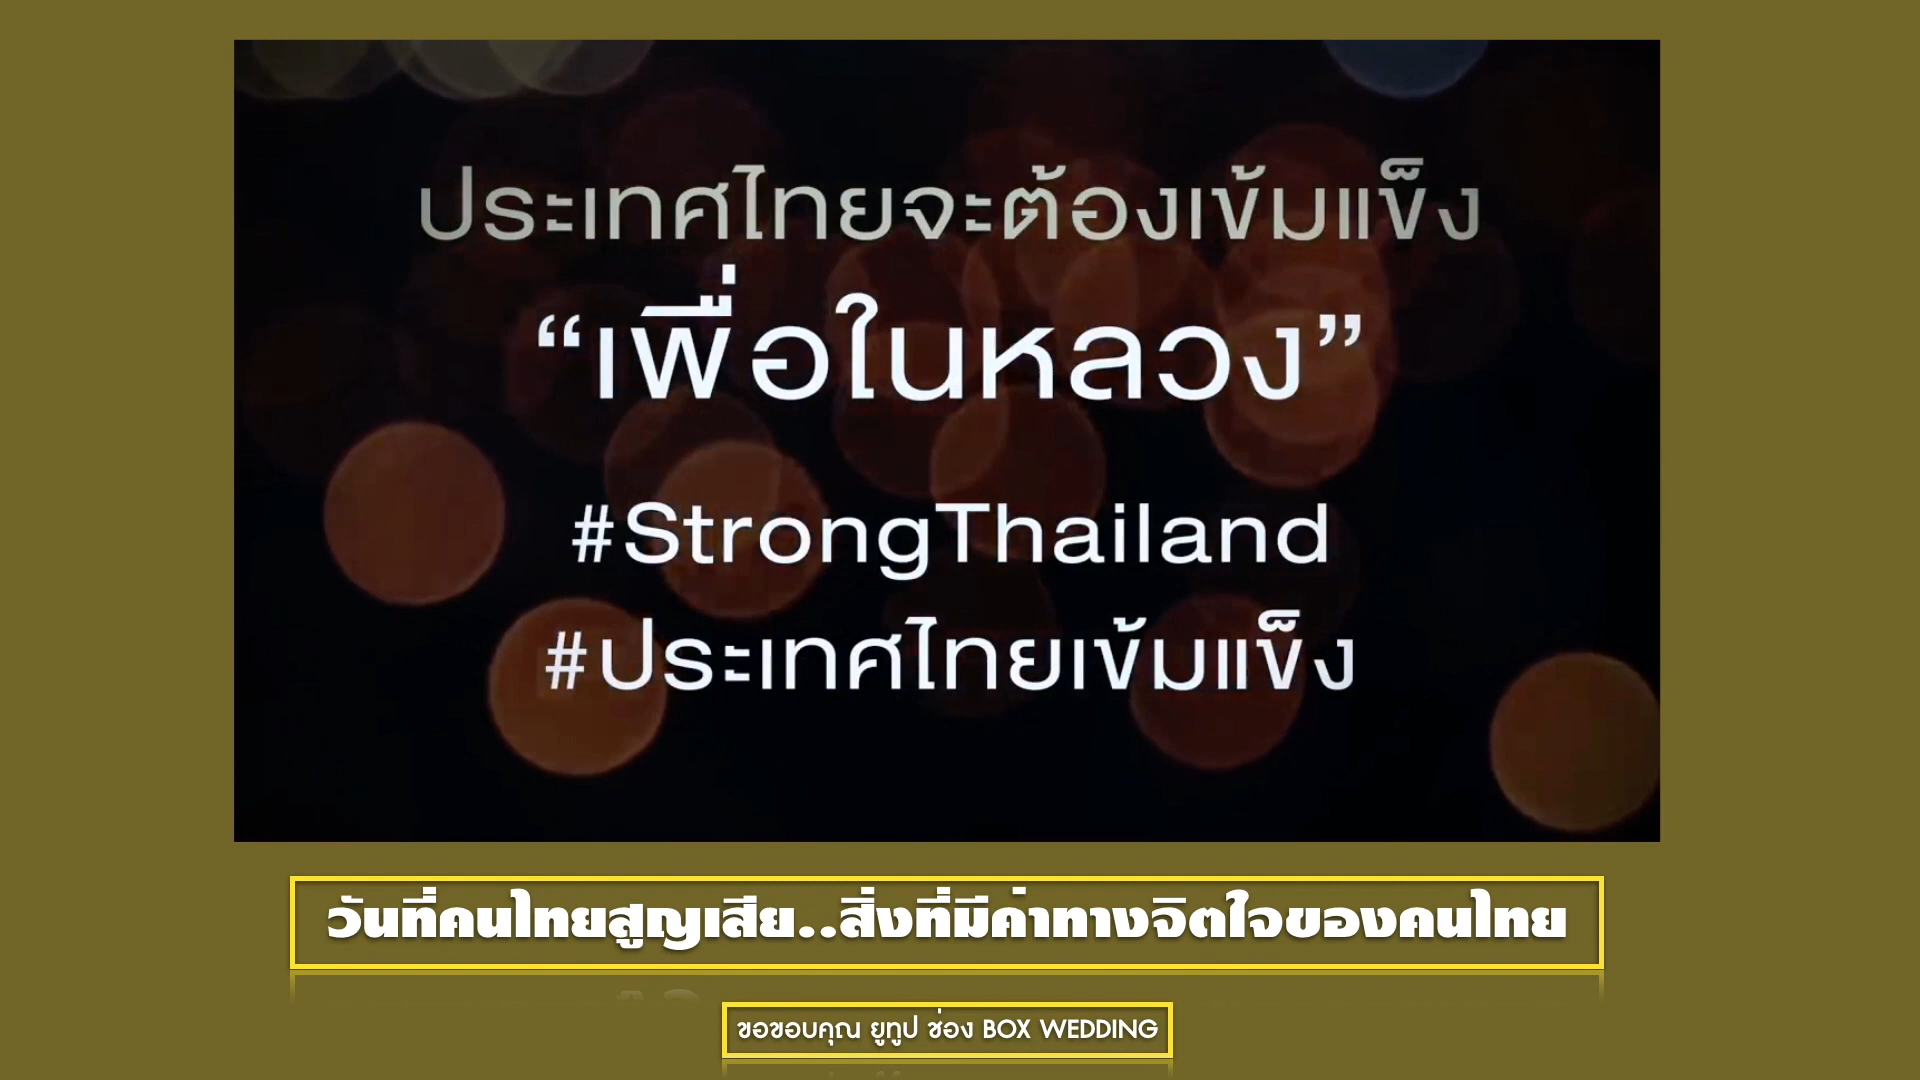 ประเทศไทยจะต้องเข้มแข็ง
“เพื่อในหลวง”
#StrongThailand
#ประเทศไทยเข้มแข็ง
วันที่คนไทยสูญเสีย..สิ่งที่มีค่าทางจิตใจของคนไทย
ขอขอบคุณ ยูทูป ช่อง BOX WEDDING